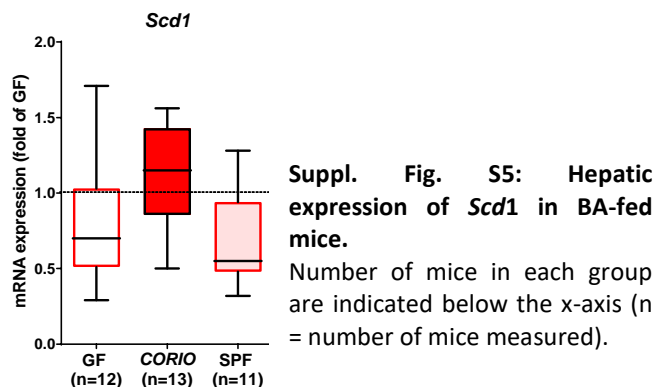 Scd1
mRNA expression (fold of GF)
2.0
1.5
1.0
0.5
0.0
GF CORIO SPF
(n=12) (n=13) (n=11)
Suppl. Fig. S5: Hepatic
expression of Scd1 in BA-fed
mice.
Number of mice in each group
are indicated below the x-axis (n
= number of mice measured).